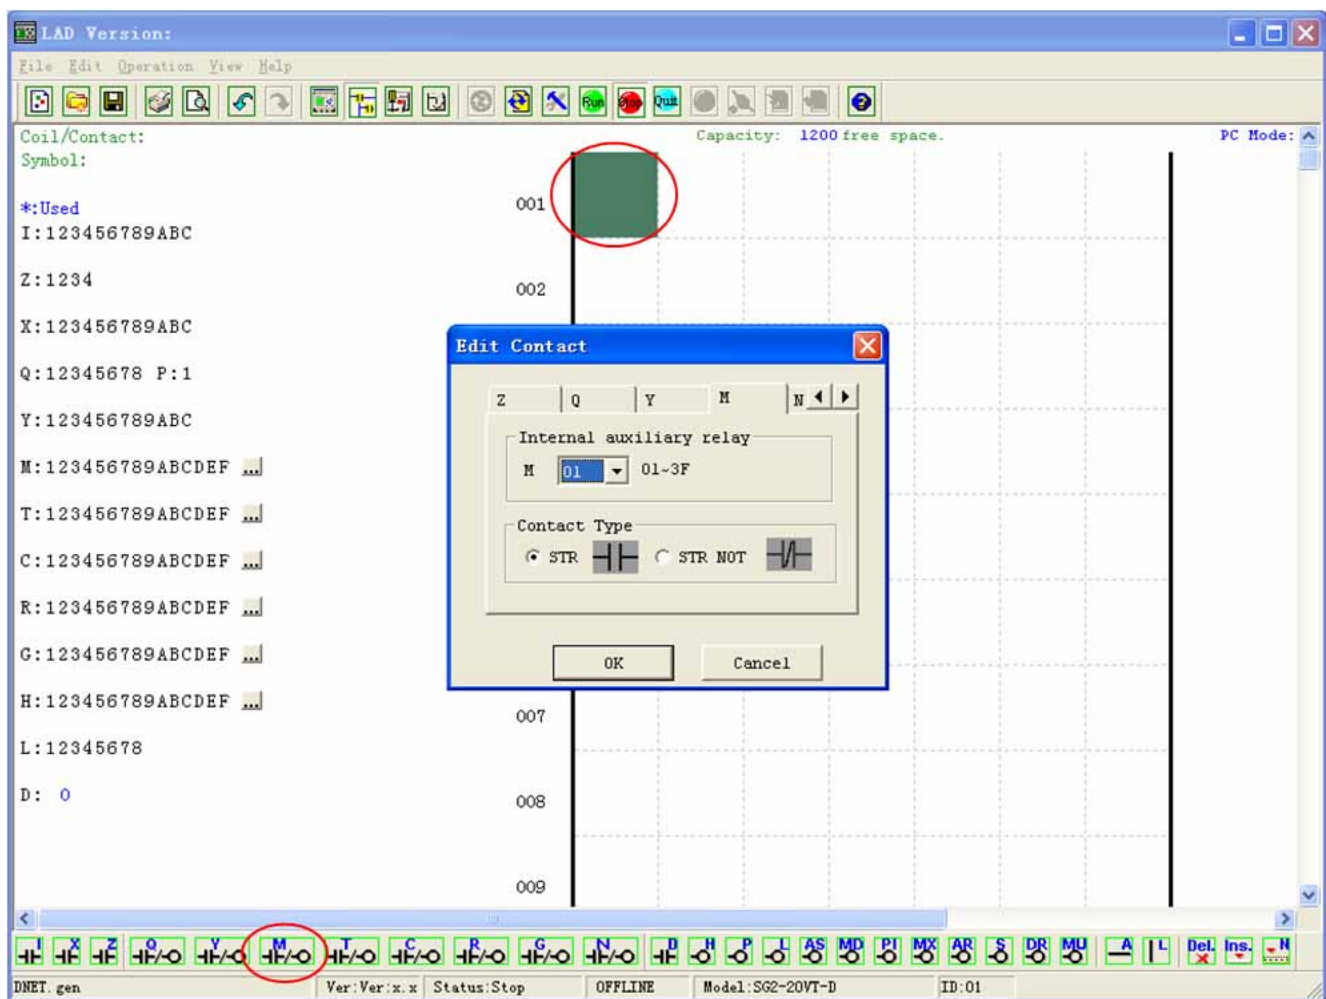 LAD Version:
File Edit Operation View Help
Run Stop Quit
Coil/Contact:
Capacity: 1200 free space.
PC Mode:
Symbol:
*:Used
001
I:123456789ABC
Z:1234
002
X:123456789ABC
Edit Contact
Q:12345678 P:1
Z Q Y M N
Y:123456789ABC
Internal auxiliary relay
M:123456789ABCDEF ...
M 01 01~3F
T:123456789ABCDEF ...
Contact Type
C:123456789ABCDEF ...
STR STR NOT
R:123456789ABCDEF ...
G:123456789ABCDEF ...
OK Cancel
H:123456789ABCDEF ...
007
L:12345678
D: 0
008
009
I X Z Q Y M T C R G N D H P L AS MD PI MX AR S DR MU A L Del. Ins. N
DNET.gen Ver:Ver:x.x Status:Stop OFFLINE Model:SG2-20VT-D ID:01